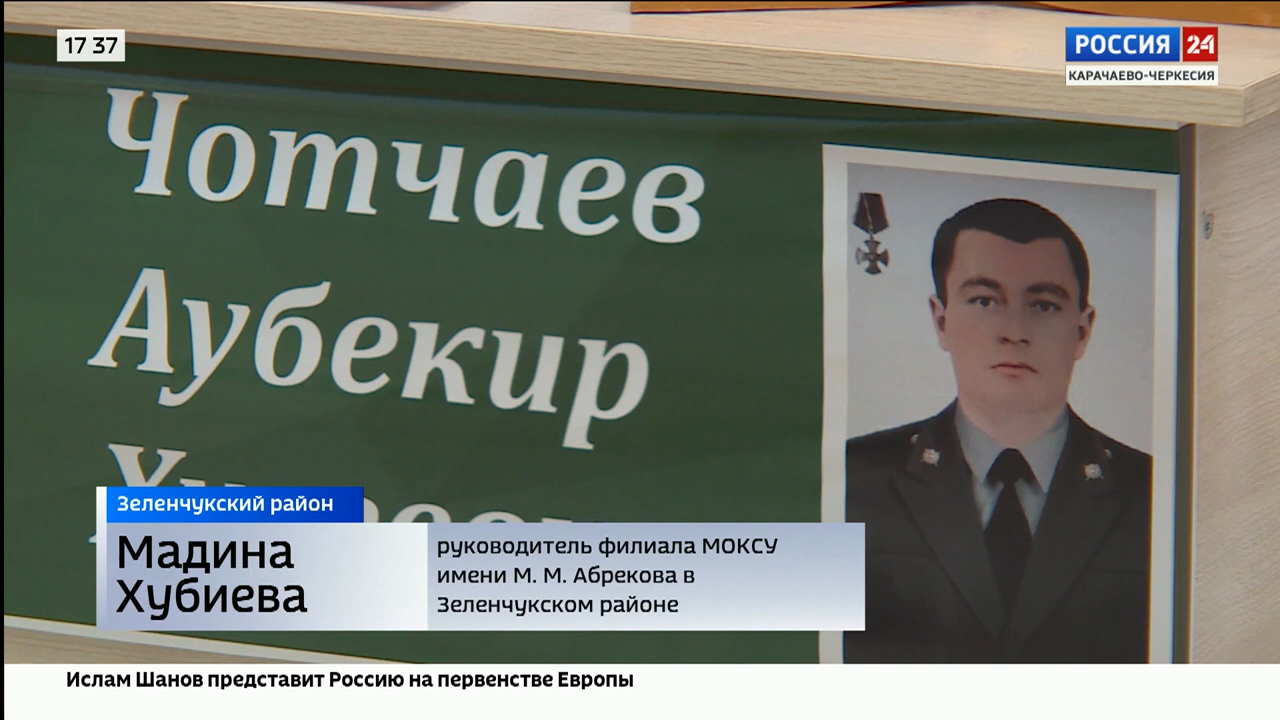 17 37
РОССИЯ 24
КАРАЧАЕВО-ЧЕРКЕСИЯ
Чотчаев
Аубекир
Зеленчукский район
Мадина
Хубиева
руководитель филиала МОКСУ
имени М. М. Абрекова в
Зеленчукском районе
Ислам Шанов представит Россию на первенстве Европы